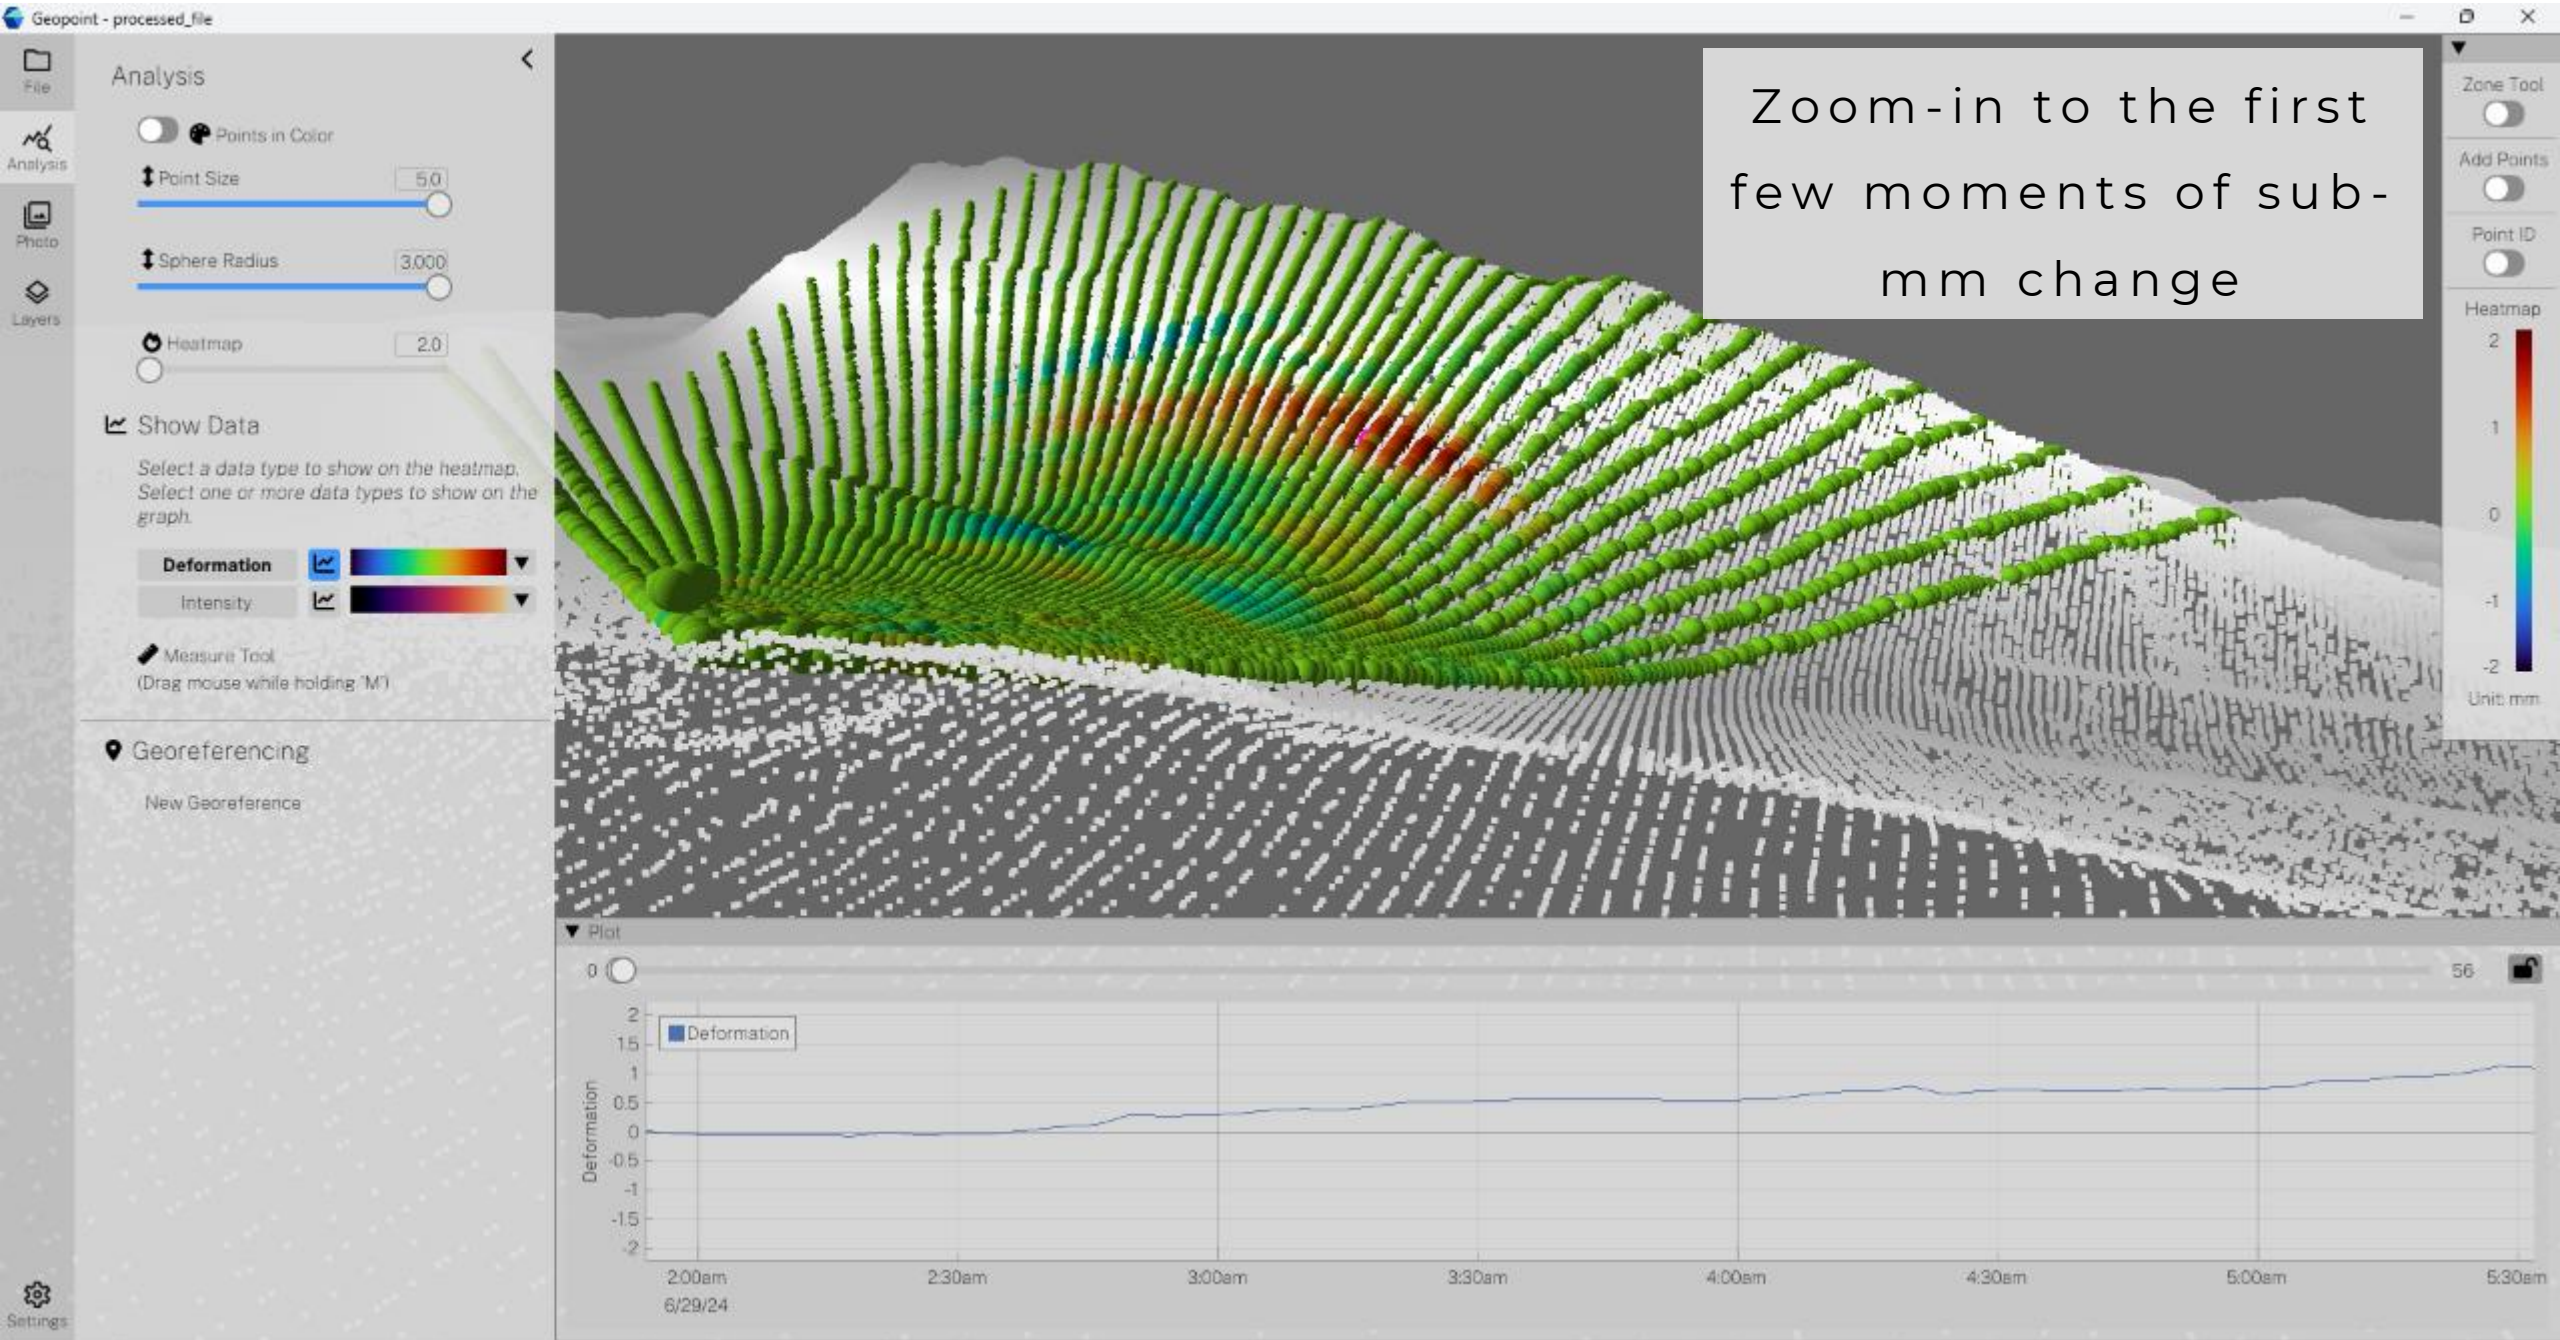 Geopoint - processed_file
File
Analysis
Photo
Layers
Settings
Analysis
Points in Color
Point Size 5.0
Sphere Radius 3.000
Heatmap 2.0
Show Data
Select a data type to show on the heatmap.
Select one or more data types to show on the
graph.
Deformation
Intensity
Measure Tool
(Drag mouse while holding 'M')
Georeferencing
New Georeference
Zoom-in to the first
few moments of sub-
mm change
Zone Tool
Add Points
Point ID
Heatmap
2
1
0
-1
-2
Unit: mm
Plot
0 56
Deformation
Deformation
2
1.5
1
0.5
0
-0.5
-1
-1.5
-2
2:00am 2:30am 3:00am 3:30am 4:00am 4:30am 5:00am 5:30am
6/29/24